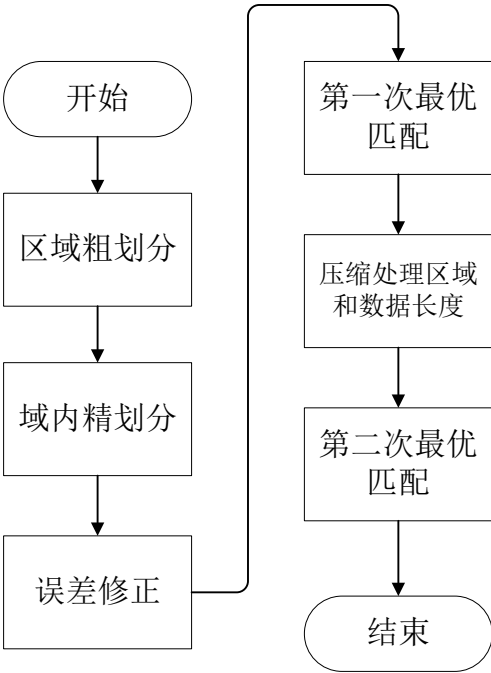 开始
区域粗划分
域内精划分
误差修正
第一次最优
匹配
压缩处理区域
和数据长度
第二次最优
匹配
结束